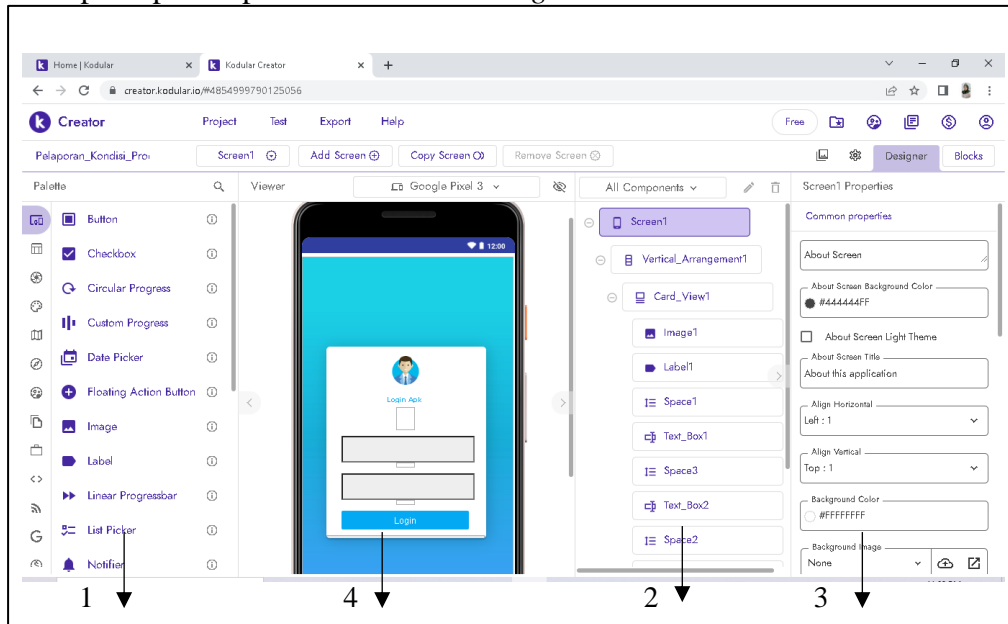 Home | Kodular
Kodular Creator
creator.kodular.io/#4854999790125056
Creator
Project
Test
Export
Help
Free
Pelaporan_Kondisi_Pro
Screen1
Add Screen
Copy Screen
Remove Screen
Designer
Blocks
Palette
Viewer
Google Pixel 3
All Components
Screen1 Properties
Button
Checkbox
Circular Progress
Custom Progress
Date Picker
Floating Action Button
Image
Label
Linear Progressbar
List Picker
Notifier
12:00
Login Apk
Login
Screen1
Vertical_Arrangement1
Card_View1
Image1
Label1
Space1
Text_Box1
Space3
Text_Box2
Space2
Common properties
About Screen
About Screen Background Color
#444444FF
About Screen Light Theme
About Screen Title
About this application
Align Horizontal
Left : 1
Align Vertical
Top : 1
Background Color
#FFFFFFFF
Background Image
None
1
4
2
3